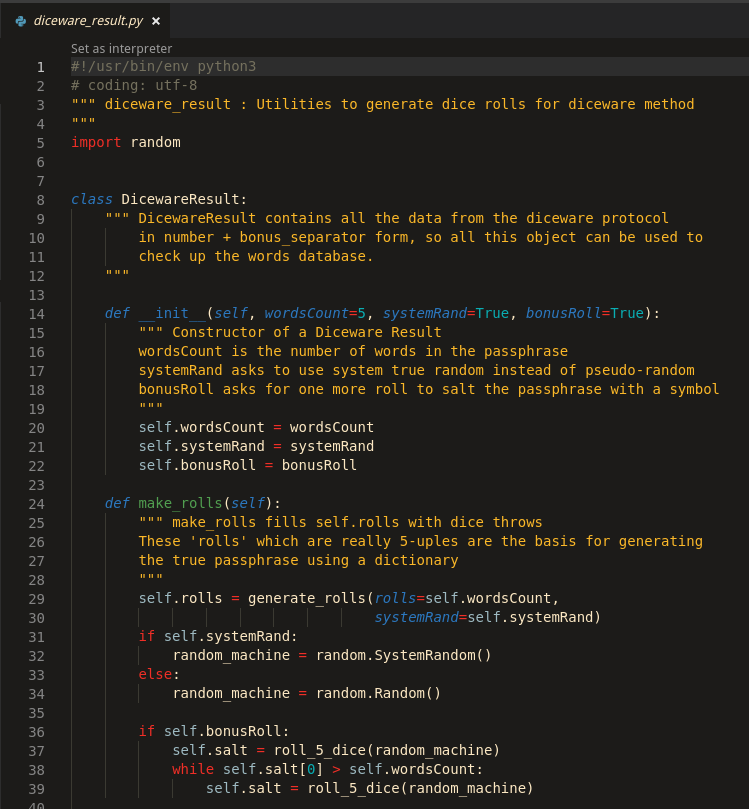 diceware_result.py ×
Set as interpreter
1 #!/usr/bin/env python3
2 # coding: utf-8
3 """ diceware_result : Utilities to generate dice rolls for diceware method
4 """
5 import random
6
7
8 class DicewareResult:
9     """ DicewareResult contains all the data from the diceware protocol
10         in number + bonus_separator form, so all this object can be used to
11         check up the words database.
12     """
13
14     def __init__(self, wordsCount=5, systemRand=True, bonusRoll=True):
15         """ Constructor of a Diceware Result
16         wordsCount is the number of words in the passphrase
17         systemRand asks to use system true random instead of pseudo-random
18         bonusRoll asks for one more roll to salt the passphrase with a symbol
19         """
20         self.wordsCount = wordsCount
21         self.systemRand = systemRand
22         self.bonusRoll = bonusRoll
23
24     def make_rolls(self):
25         """ make_rolls fills self.rolls with dice throws
26         These 'rolls' which are really 5-uples are the basis for generating
27         the true passphrase using a dictionary
28         """
29         self.rolls = generate_rolls(rolls=self.wordsCount,
30                                     systemRand=self.systemRand)
31         if self.systemRand:
32             random_machine = random.SystemRandom()
33         else:
34             random_machine = random.Random()
35
36         if self.bonusRoll:
37             self.salt = roll_5_dice(random_machine)
38             while self.salt[0] > self.wordsCount:
39                 self.salt = roll_5_dice(random_machine)
40